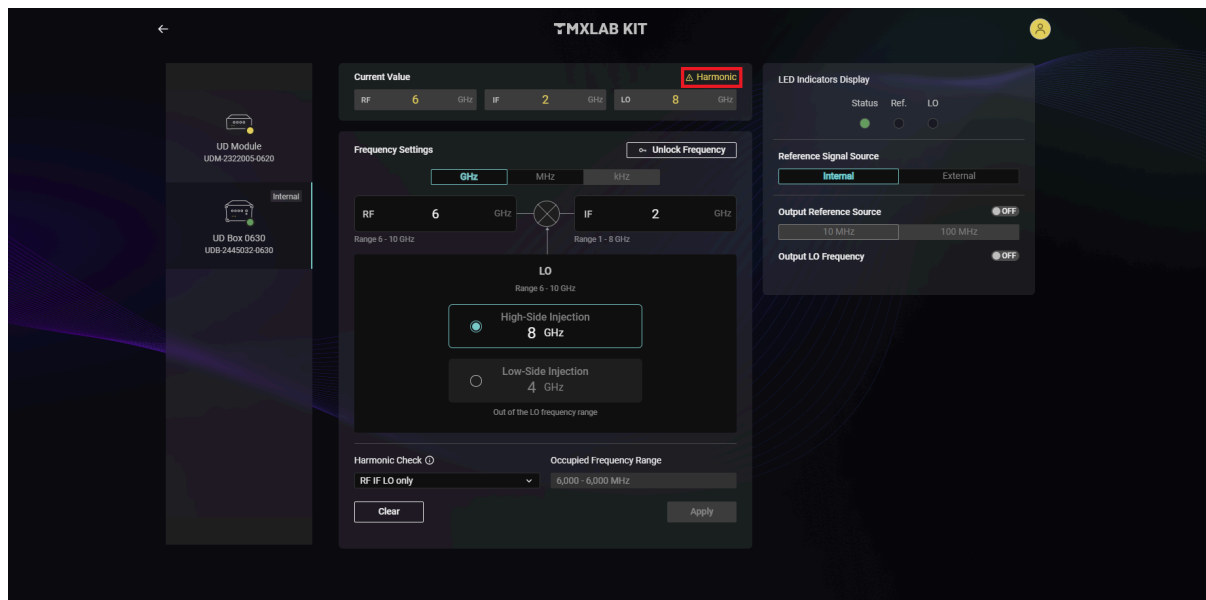 TMXLAB KIT
UD Module
UDM-2322005-0620
Internal
UD Box 0630
UDB-2445032-0630
Current Value
Harmonic
RF 6 GHz IF 2 GHz LO 8 GHz
Frequency Settings
Unlock Frequency
GHz MHz kHz
RF 6 GHz IF 2 GHz
Range 6 - 10 GHz Range 1 - 8 GHz
LO
Range 6 - 10 GHz
High-Side Injection
8 GHz
Low-Side Injection
4 GHz
Out of the LO frequency range
Harmonic Check Occupied Frequency Range
RF IF LO only 6,000 - 6,000 MHz
Clear Apply
LED Indicators Display
Status Ref. LO
Reference Signal Source
Internal External
Output Reference Source OFF
10 MHz 100 MHz
Output LO Frequency OFF